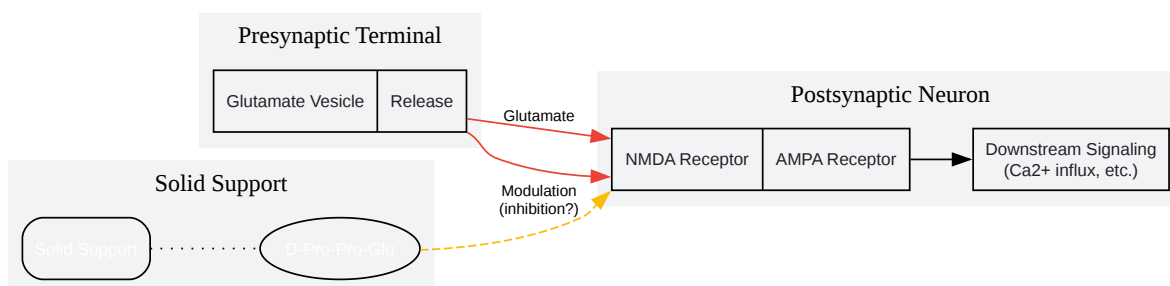 Presynaptic Terminal
Glutamate Vesicle
Release
Glutamate
Postsynaptic Neuron
NMDA Receptor
AMPA Receptor
Downstream Signaling
(Ca2+ influx, etc.)
Solid Support
Modulation
(inhibition?)
Solid Support
D-Pro-Pro-Glu